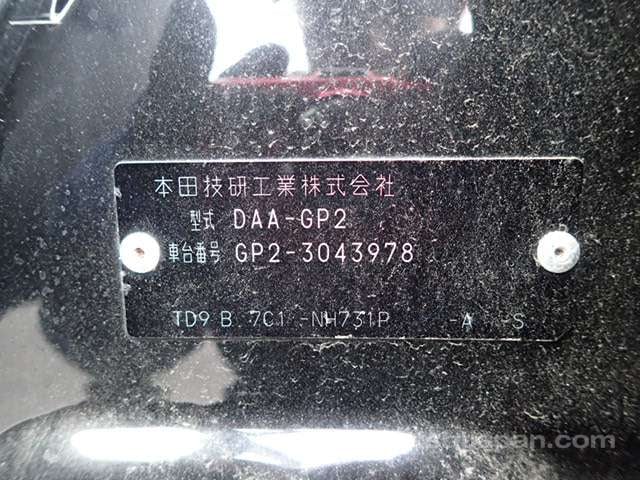 本田技研工業株式会社
型式 DAA-GP2
車台番号 GP2-3043978
TD9 B 7C1 -NH731P -A -S